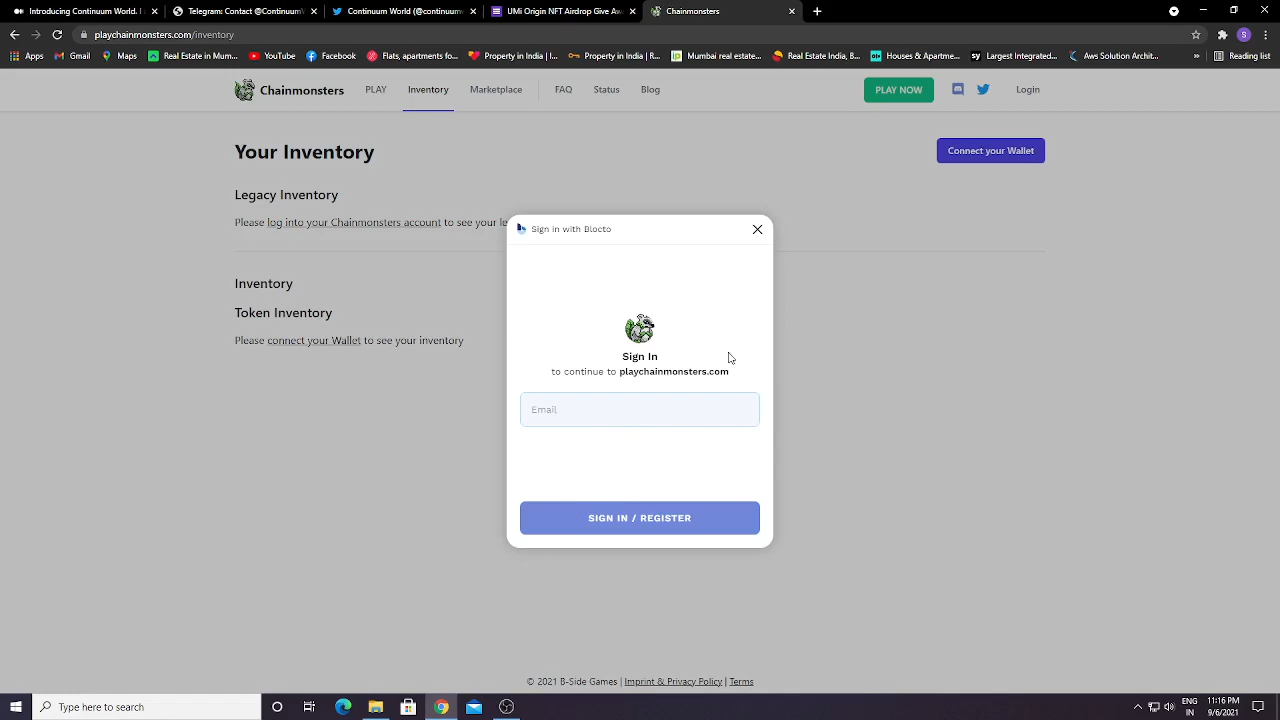 Introducing Continuum World. I
Telegram: Contact @ContinuumW
Continuum World (@continuumw
UMi Origin NFT Airdop Give Awa
Chainmonsters
playchainmonsters.com/inventory
S
Apps
Gmail
Maps
Real Estate in Mum...
YouTube
Facebook
Flats, apartments fo...
Property in India | R...
Property in India | R...
Mumbai real estate...
Real Estate India, B...
Houses & Apartme...
Largest Integrated...
Aws Solution Archit...
»
Reading list
Chainmonsters
PLAY
Inventory
Marketplace
FAQ
Status
Blog
PLAY NOW
Login
Your Inventory
Connect your Wallet
Legacy Inventory
Please log into your Chainmonsters account to see your le
Inventory
Token Inventory
Please connect your Wallet to see your inventory
Sign in with Blocto
Sign In
to continue to playchainmonsters.com
Email
SIGN IN / REGISTER
© 2021 B-Side Games | Imprint & Privacy Policy | Terms
Type here to search
ENG
IN
11:16 PM
9/6/2021